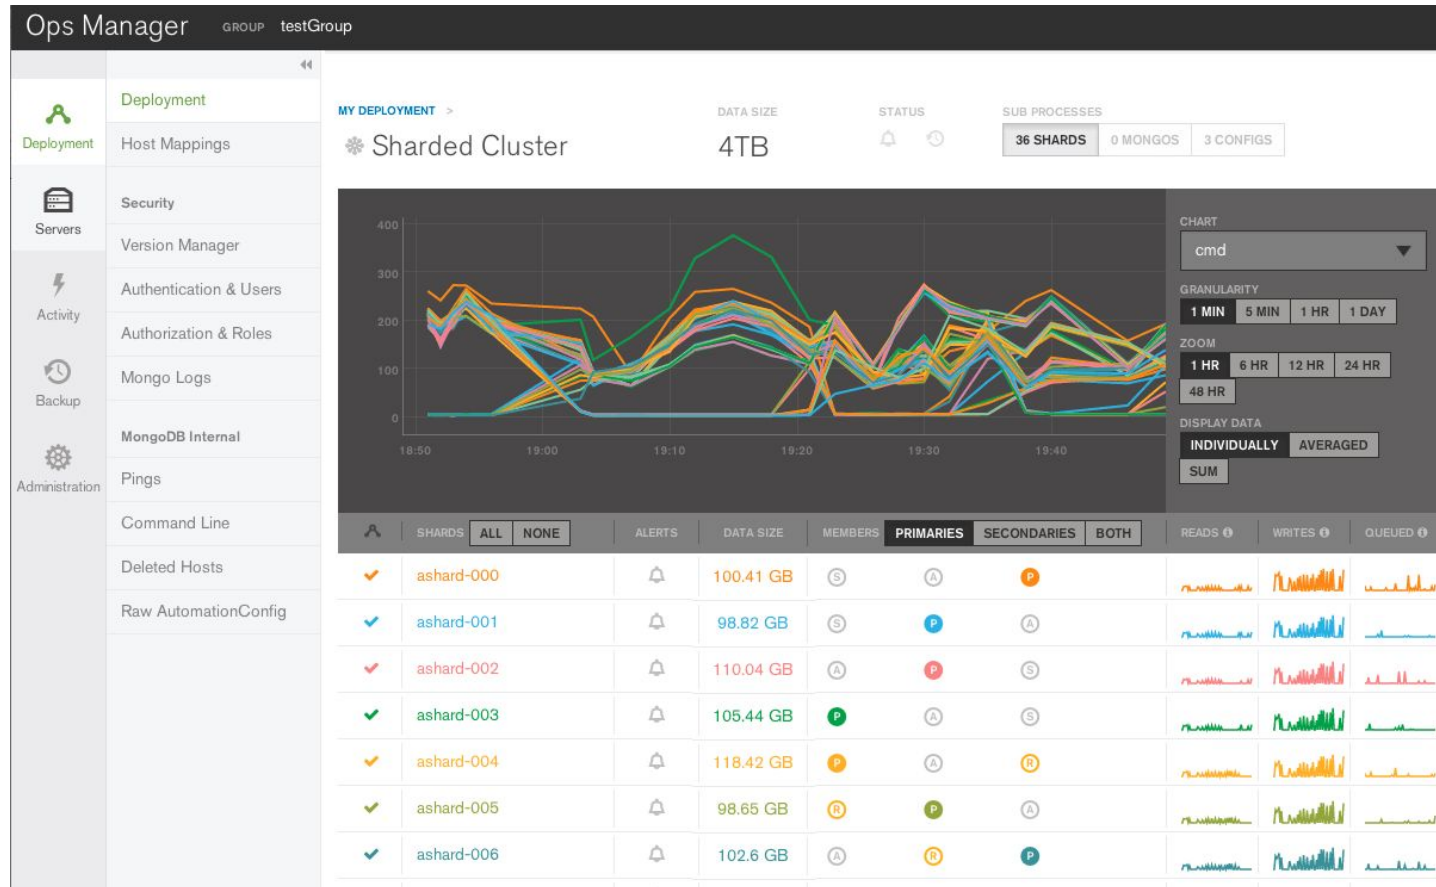 Ops Manager GROUP testGroup
Deployment
Servers
Activity
Backup
Administration
Deployment
Host Mappings
Security
Version Manager
Authentication & Users
Authorization & Roles
Mongo Logs
MongoDB Internal
Pings
Command Line
Deleted Hosts
Raw AutomationConfig
MY DEPLOYMENT >
Sharded Cluster
DATA SIZE
4TB
STATUS
SUB PROCESSES
36 SHARDS 0 MONGOS 3 CONFIGS
400
300
200
100
0
18:50 19:00 19:10 19:20 19:30 19:40
CHART
cmd
GRANULARITY
1 MIN 5 MIN 1 HR 1 DAY
ZOOM
1 HR 6 HR 12 HR 24 HR
48 HR
DISPLAY DATA
INDIVIDUALLY AVERAGED
SUM
SHARDS ALL NONE ALERTS DATA SIZE MEMBERS PRIMARIES SECONDARIES BOTH READS WRITES QUEUED
ashard-000 100.41 GB S A P
ashard-001 98.82 GB S P A
ashard-002 110.04 GB A P S
ashard-003 105.44 GB P A S
ashard-004 118.42 GB P A R
ashard-005 98.65 GB R P A
ashard-006 102.6 GB A R P